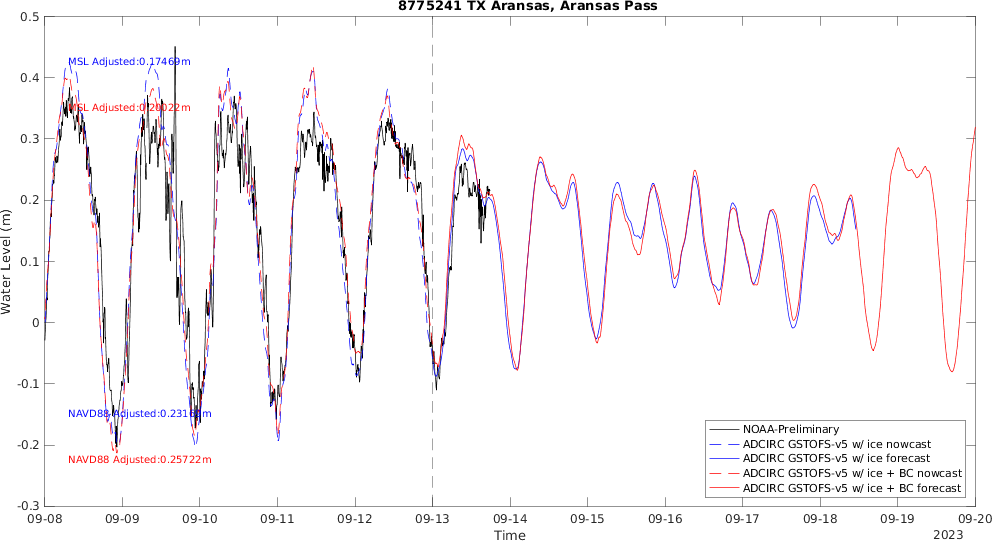 8775241 TX Aransas, Aransas Pass
0.5
0.4
0.3
0.2
0.1
0
-0.1
-0.2
-0.3
Water Level (m)
MSL Adjusted:0.17469m
MSL Adjusted:0.20022m
NAVD88 Adjusted:0.23169m
NAVD88 Adjusted:0.25722m
NOAA-Preliminary
ADCIRC GSTOFS-v5 w/ ice nowcast
ADCIRC GSTOFS-v5 w/ ice forecast
ADCIRC GSTOFS-v5 w/ ice + BC nowcast
ADCIRC GSTOFS-v5 w/ ice + BC forecast
09-08 09-09 09-10 09-11 09-12 09-13 09-14 09-15 09-16 09-17 09-18 09-19 09-20
Time
2023